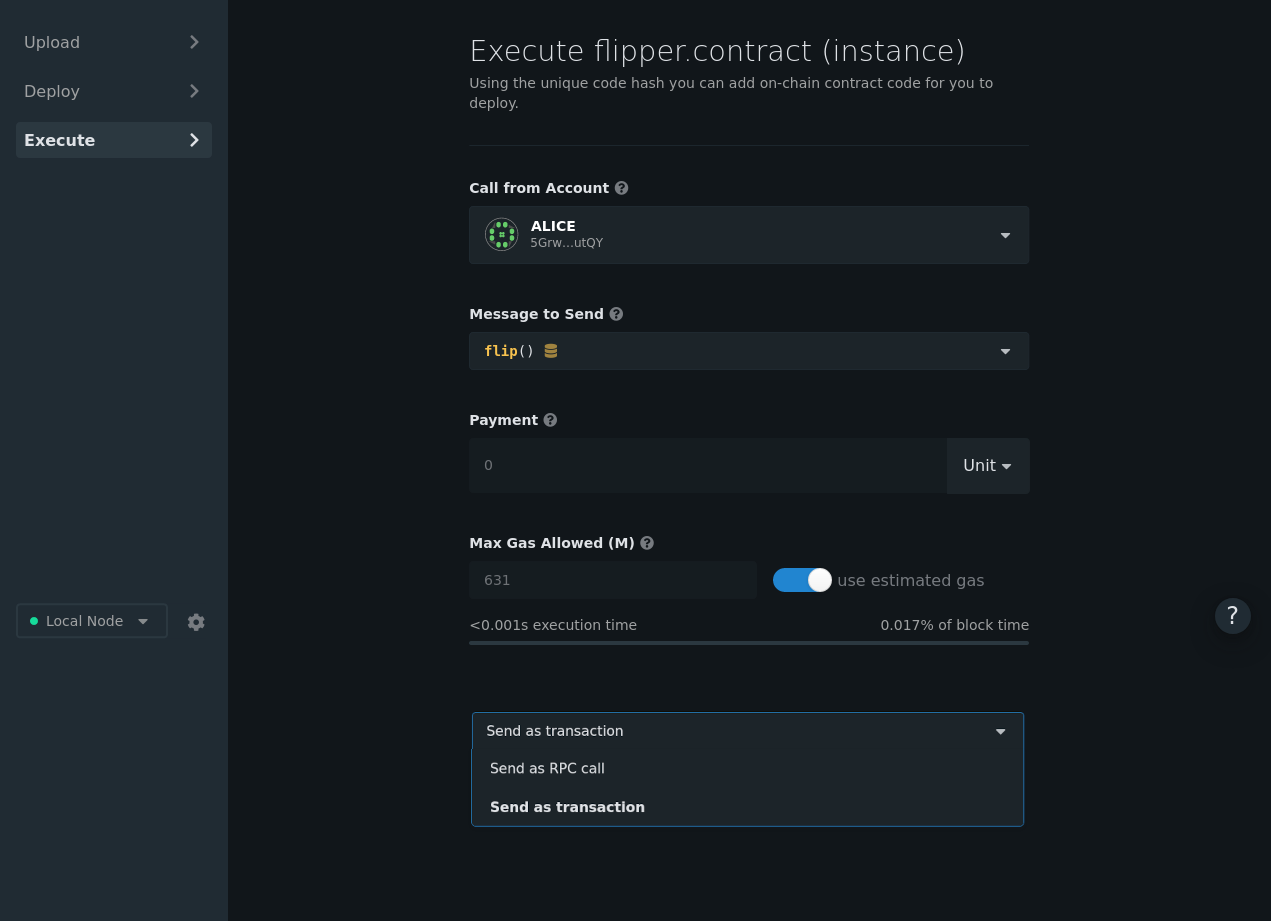 Upload
Deploy
Execute
Local Node
Execute flipper.contract (instance)
Using the unique code hash you can add on-chain contract code for you to
deploy.
Call from Account ?
ALICE
5Grw...utQY
Message to Send ?
flip()
Payment ?
0
Unit
Max Gas Allowed (M) ?
631
use estimated gas
<0.001s execution time
0.017% of block time
Send as transaction
Send as RPC call
Send as transaction
?